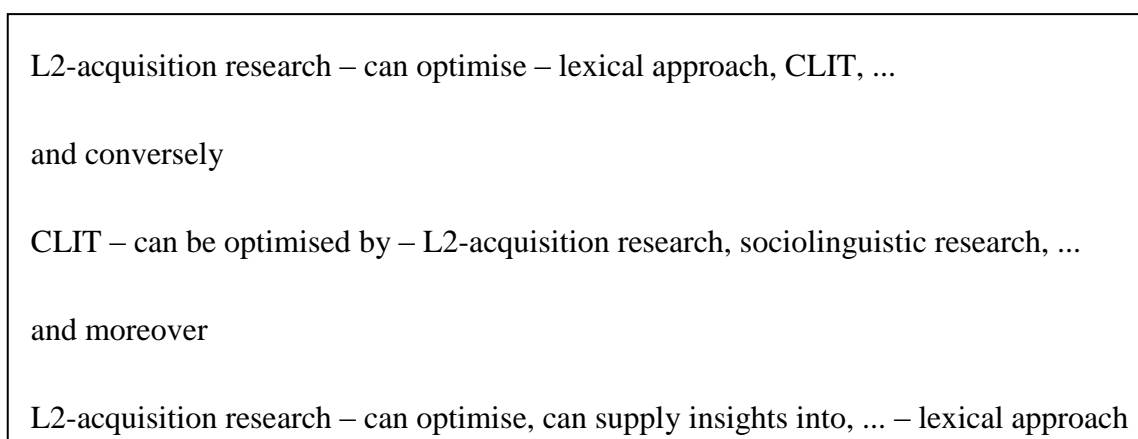 L2-acquisition research – can optimise – lexical approach, CLIT, ...
and conversely
CLIT – can be optimised by – L2-acquisition research, sociolinguistic research, ...
and moreover
L2-acquisition research – can optimise, can supply insights into, ... – lexical approach